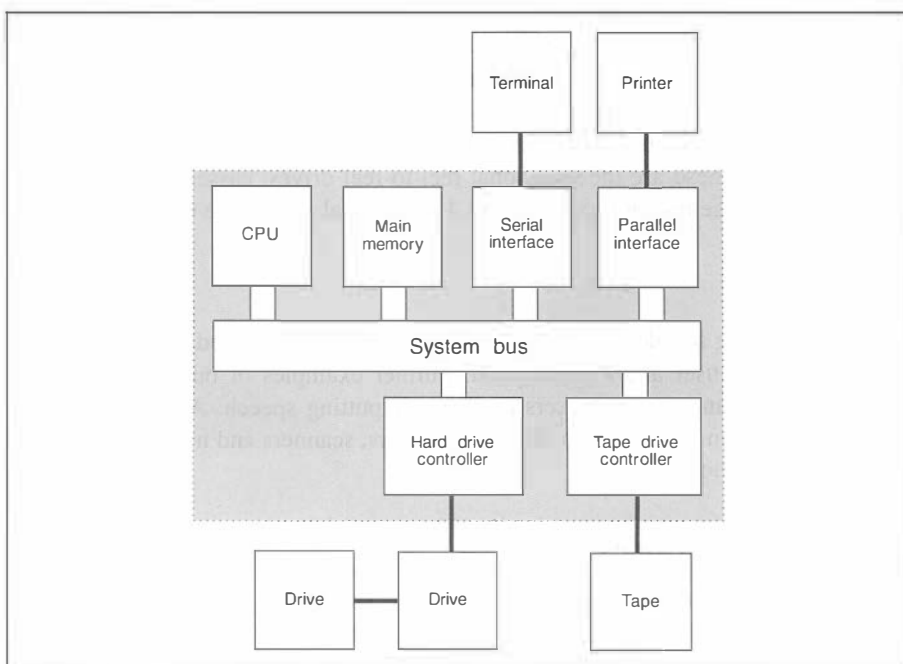 Terminal
Printer
CPU
Main
memory
Serial
interface
Parallel
interface
System bus
Hard drive
controller
Tape drive
controller
Drive
Drive
Tape